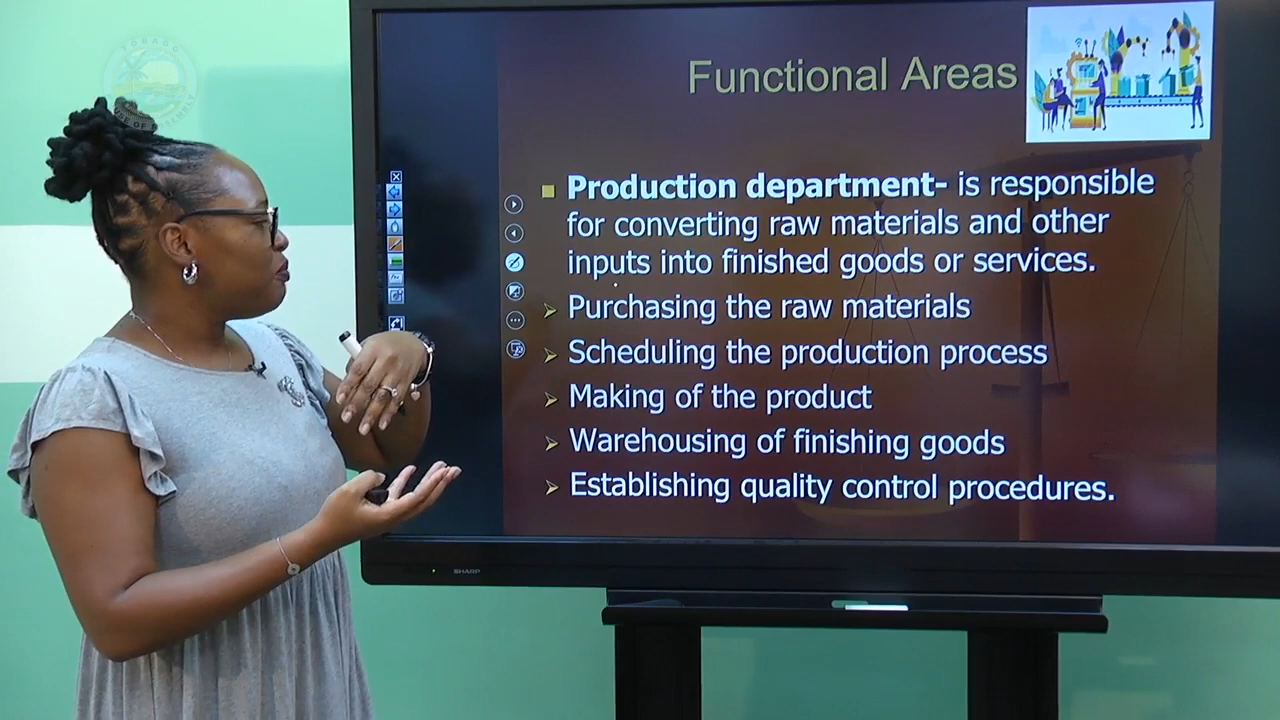 TOBAGO
Functional Areas
Production department- is responsible
for converting raw materials and other
inputs into finished goods or services.
Purchasing the raw materials
Scheduling the production process
Making of the product
Warehousing of finishing goods
Establishing quality control procedures.
SHARP